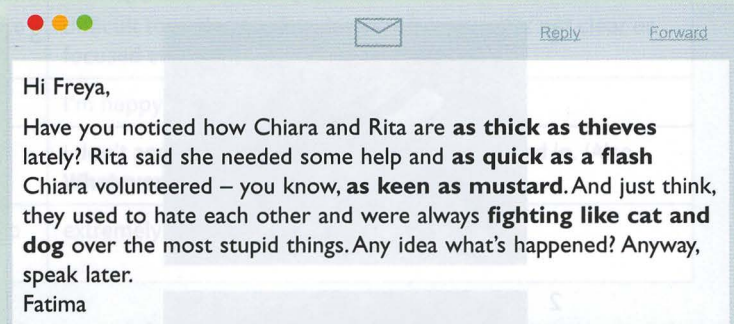 Reply Forward
Hi Freya,
Have you noticed how Chiara and Rita are as thick as thieves
lately? Rita said she needed some help and as quick as a flash
Chiara volunteered – you know, as keen as mustard. And just think,
they used to hate each other and were always fighting like cat and
dog over the most stupid things. Any idea what's happened? Anyway,
speak later.
Fatima